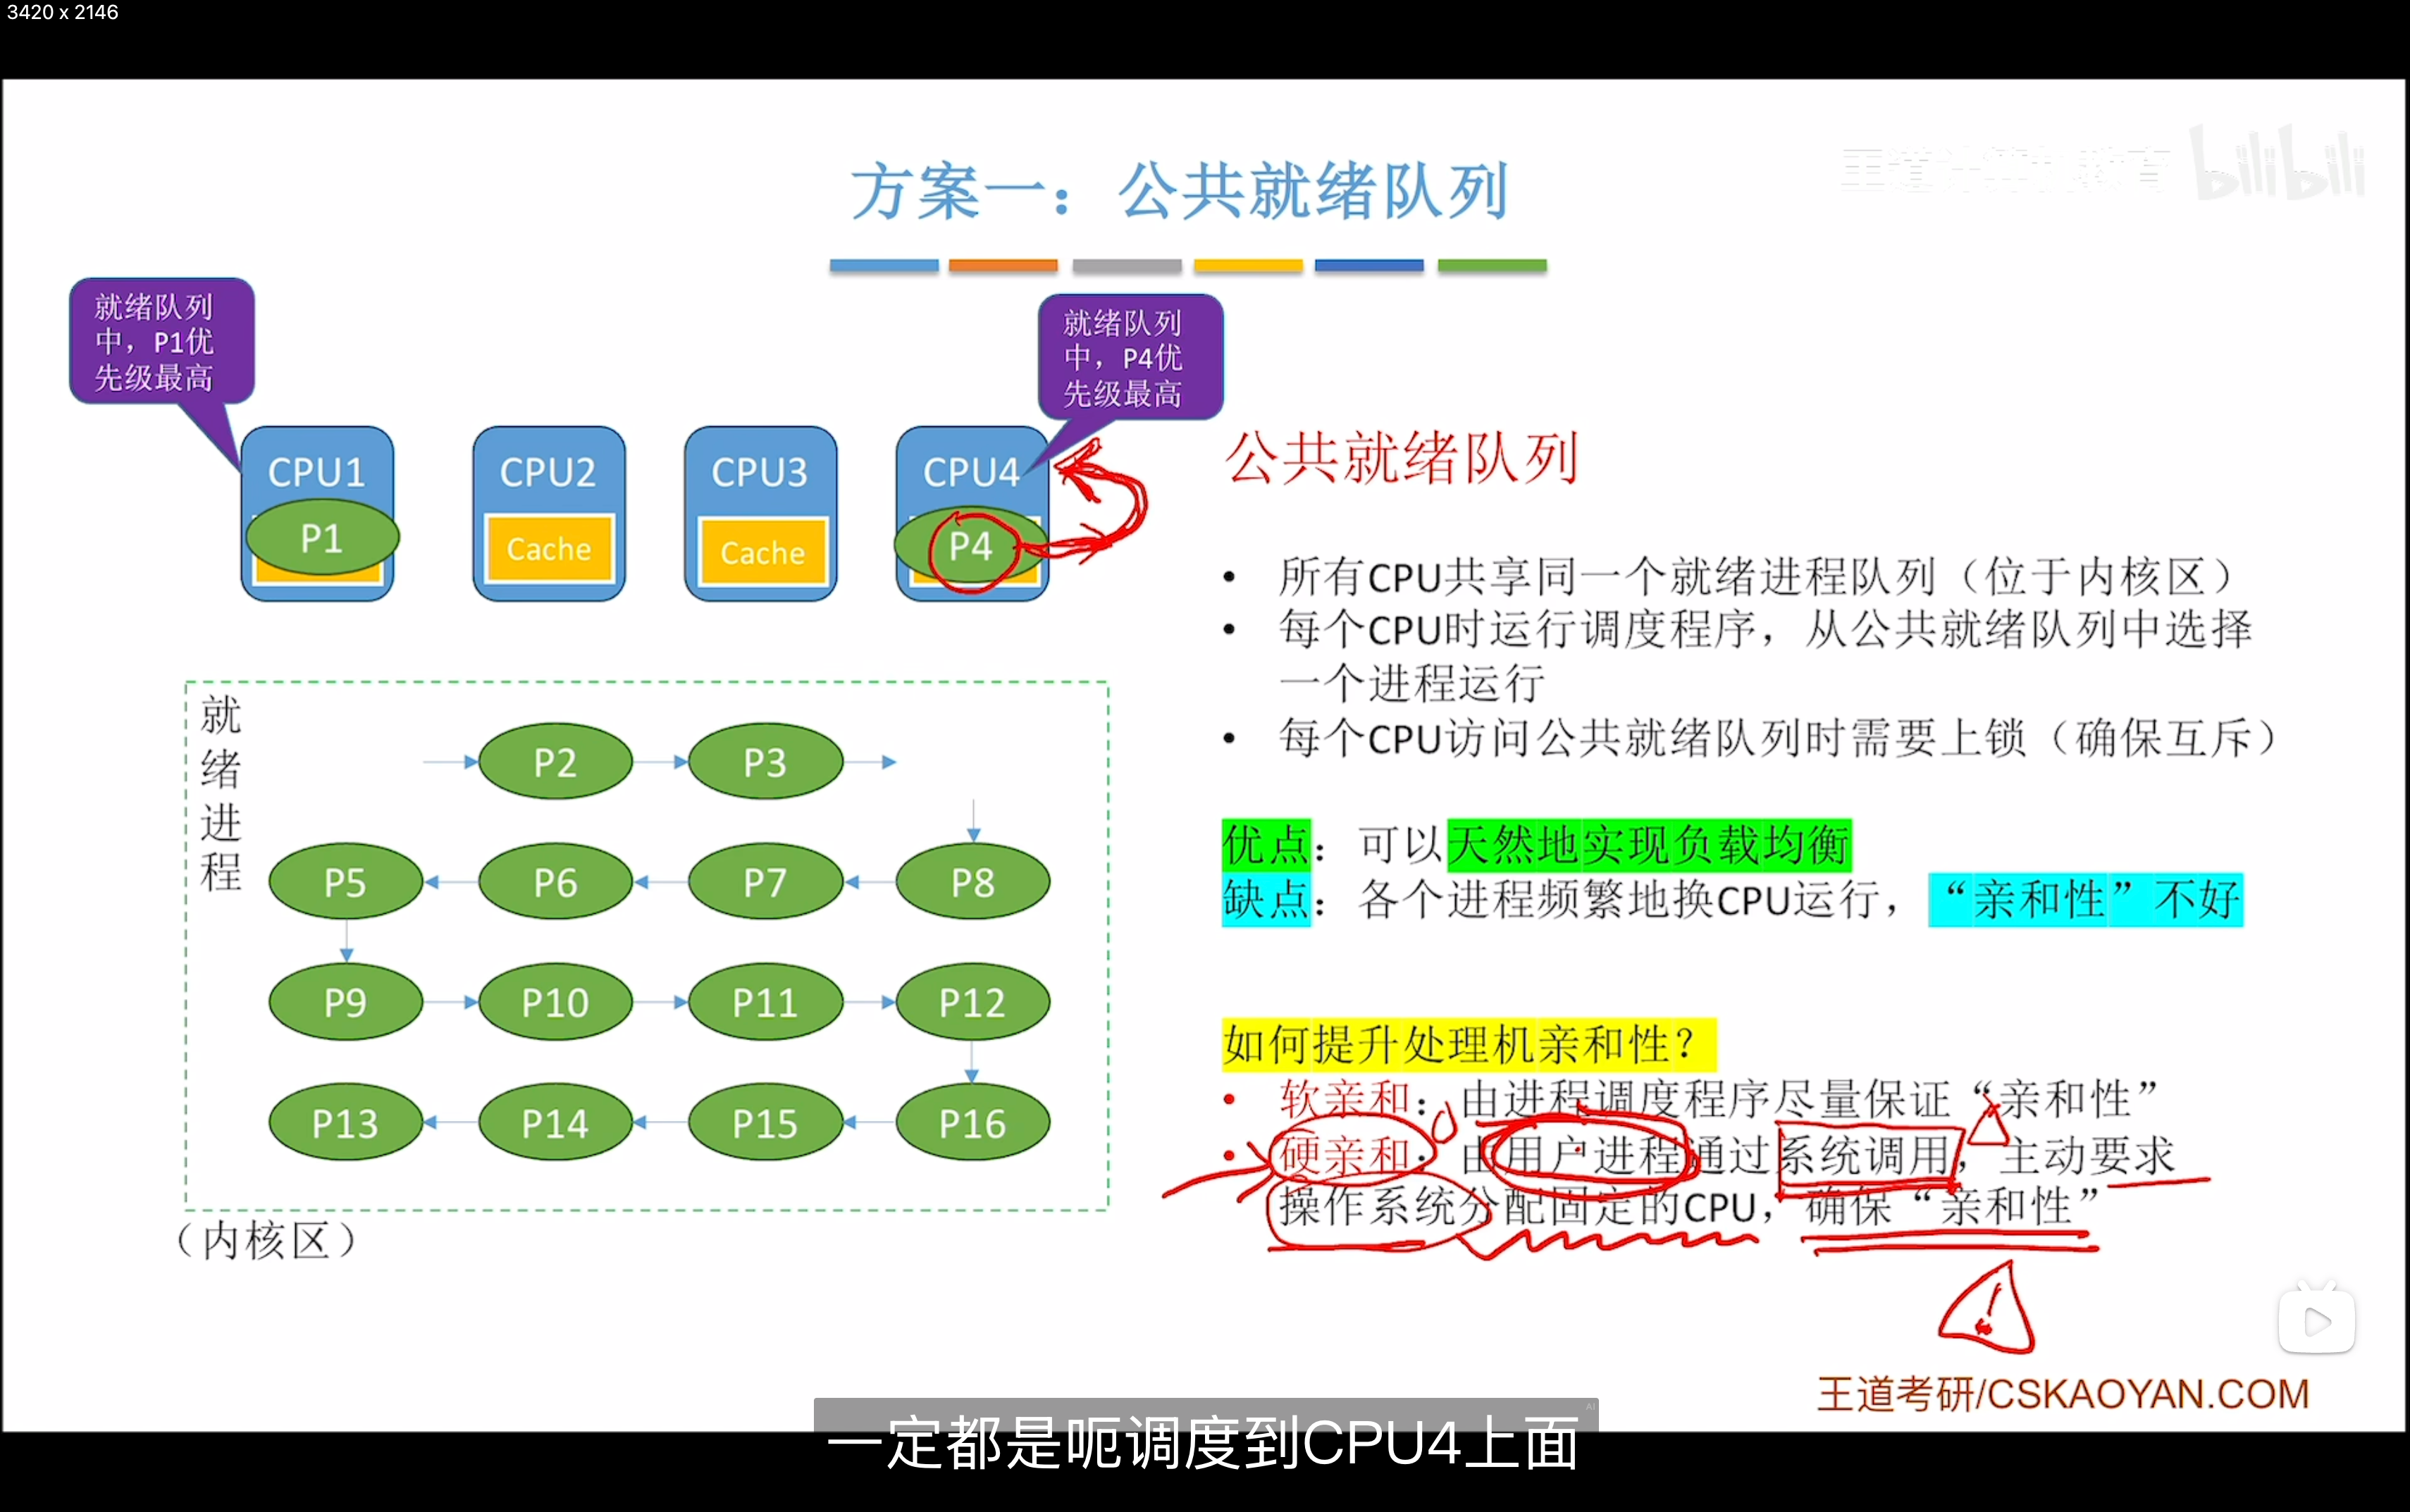 3420 x 2146
方案一：公共就绪队列
bilibili
就绪队列
中，P1优
先级最高
就绪队列
中，P4优
先级最高
CPU1
CPU2
CPU3
CPU4
P1
Cache
Cache
P4
就
绪
进
程
P2
P3
P5
P6
P7
P8
P9
P10
P11
P12
P13
P14
P15
P16
（内核区）
公共就绪队列
• 所有CPU共享同一个就绪进程队列（位于内核区）
• 每个CPU时运行调度程序，从公共就绪队列中选择
一个进程运行
• 每个CPU访问公共就绪队列时需要上锁（确保互斥）
优点：可以天然地实现负载均衡
缺点：各个进程频繁地换CPU运行，“亲和性”不好
如何提升处理机亲和性？
• 软亲和：由进程调度程序尽量保证“亲和性”
• 硬亲和：由用户进程通过系统调用，主动要求
操作系统分配固定的CPU，确保“亲和性”
王道考研/CSKAOYAN.COM
AI
一定都是呃调度到CPU4上面